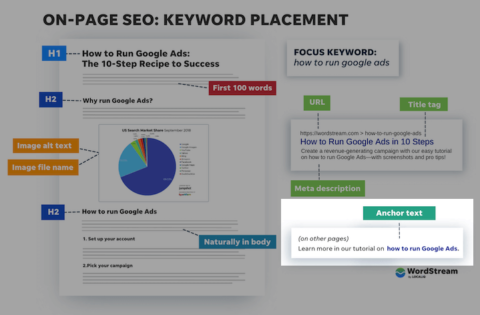 ON-PAGE SEO: KEYWORD PLACEMENT
H1
How to Run Google Ads:
The 10-Step Recipe to Success
First 100 words
H2
Why run Google Ads?
US Search Market Share September 2018
Image alt text
Image file name
H2
How to run Google Ads
1. Set up your account
Naturally in body
2.Pick your campaign
FOCUS KEYWORD:
how to run google ads
URL
Title tag
https://wordstream.com > how-to-run-google-ads
How to Run Google Ads in 10 Steps
Create a revenue-generating campaign with our easy tutorial
on how to run Google Ads—with screenshots and pro tips!
Meta description
Anchor text
(on other pages)
Learn more in our tutorial on how to run Google Ads.
WordStream